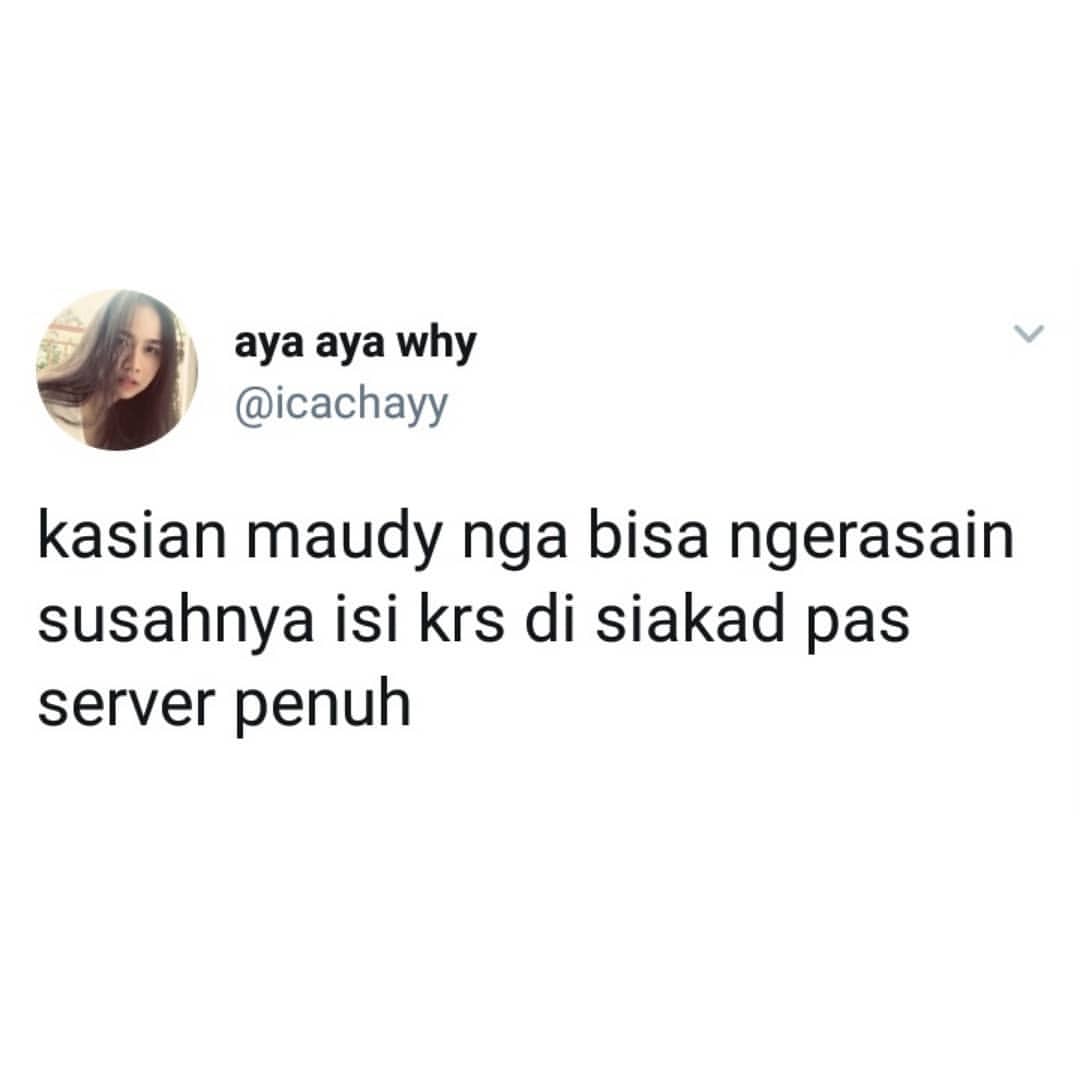 aya aya why
@icachayy
kasian maudy nga bisa ngerasain
susahnya isi krs di siakad pas
server penuh